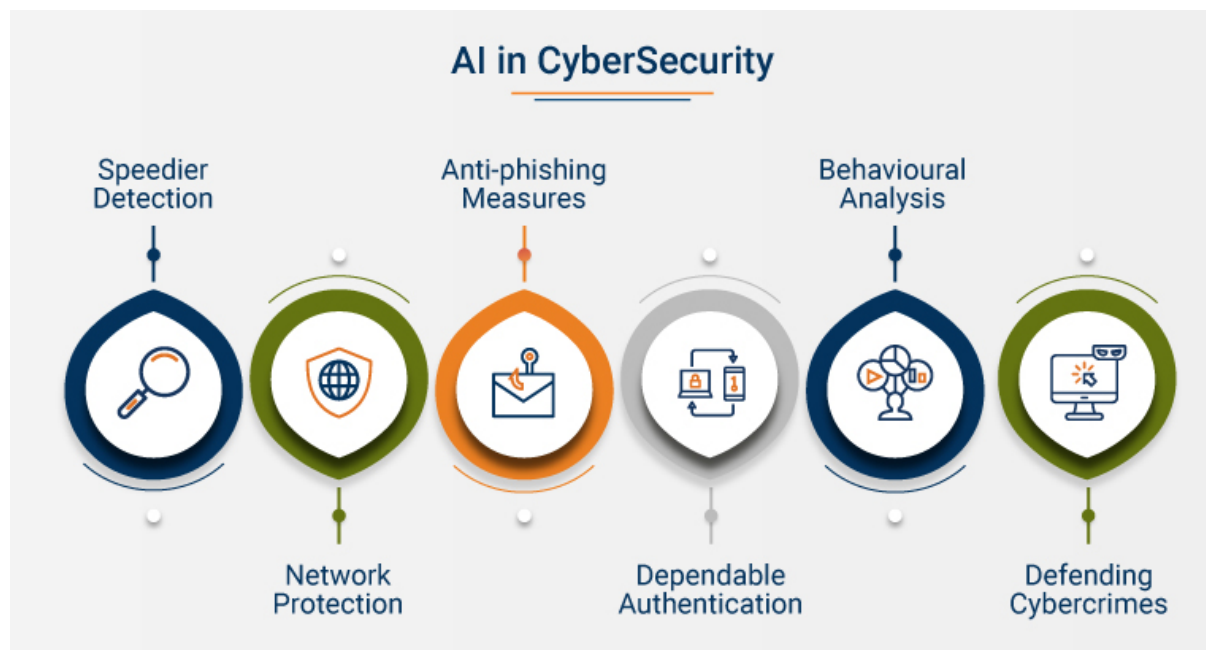 AI in CyberSecurity
Speedier
Detection
Anti-phishing
Measures
Behavioural
Analysis
Network
Protection
Dependable
Authentication
Defending
Cybercrimes